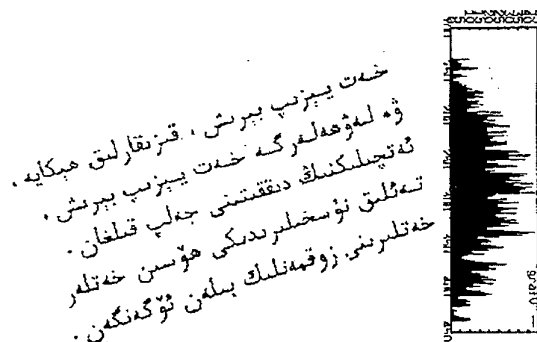 خەت يېزىپ بېرىش ، قىزىقارلىق ھېكايە ،
ۋە لەۋھەلەرگە خەت يېزىپ بېرىش ،
ئەتچىلىكنىڭ دىققىتىنى جەلپ قىلغان .
تەئلىق نۇسخىلىرىدىكى ھۆسىن خەتلەر
خەتلىرىنى زوقمەنلىك بىلەن ئۆگەنگەن .